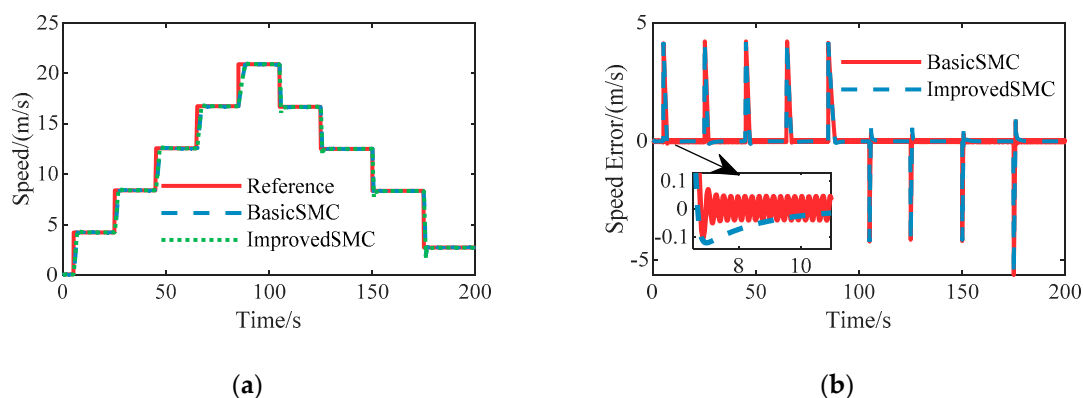 25
20
15
10
5
0
Speed/(m/s)
Reference
BasicSMC
ImprovedSMC
0 50 100 150 200
Time/s
(a)
5
0
-5
Speed Error/(m/s)
BasicSMC
ImprovedSMC
0.1
0
-0.1
8 10
0 50 100 150 200
Time/s
(b)